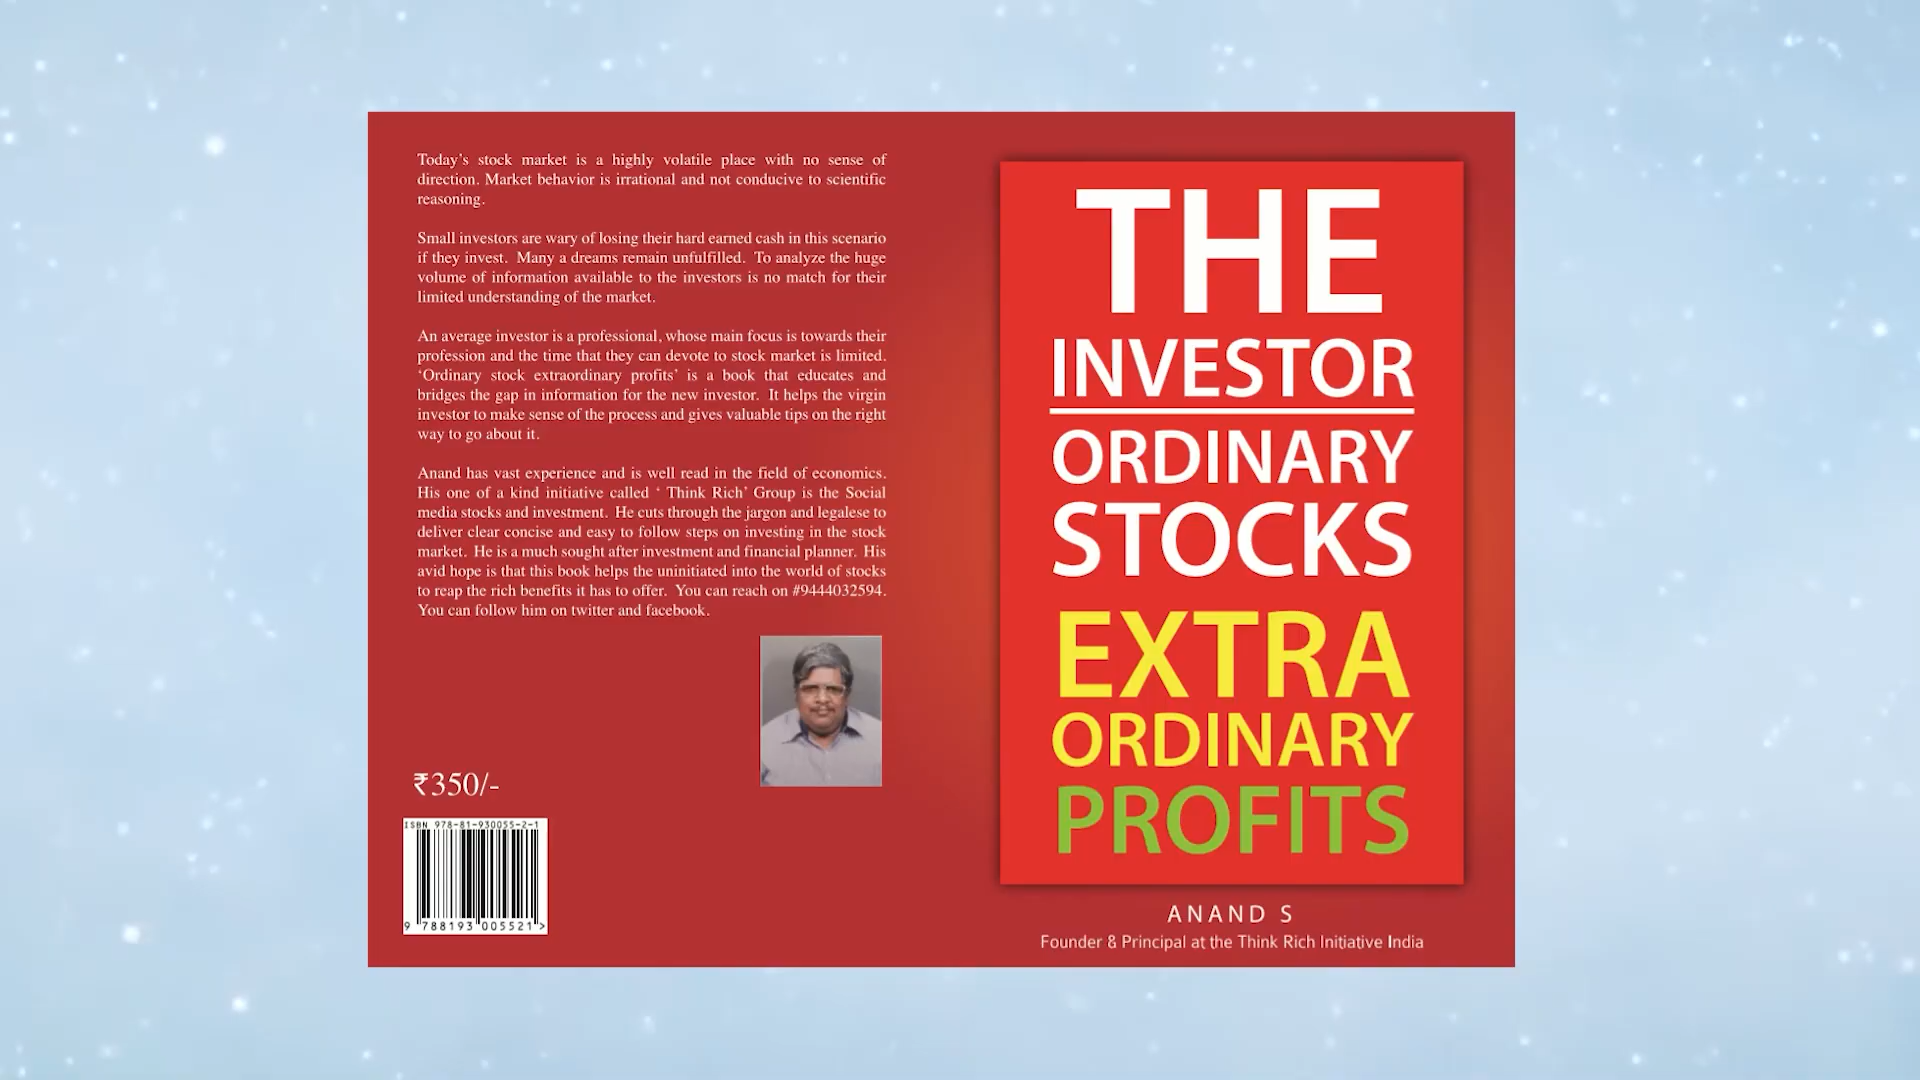 Today's stock market is a highly volatile place with no sense of
direction. Market behavior is irrational and not conducive to scientific
reasoning.
Small investors are wary of losing their hard earned cash in this scenario
if they invest. Many a dreams remain unfulfilled. To analyze the huge
volume of information available to the investors is no match for their
limited understanding of the market.
An average investor is a professional, whose main focus is towards their
profession and the time that they can devote to stock market is limited.
‘Ordinary stock extraordinary profits’ is a book that educates and
bridges the gap in information for the new investor. It helps the virgin
investor to make sense of the process and gives valuable tips on the right
way to go about it.
Anand has vast experience and is well read in the field of economics.
His one of a kind initiative called ‘ Think Rich’ Group is the Social
media stocks and investment. He cuts through the jargon and legalese to
deliver clear concise and easy to follow steps on investing in the stock
market. He is a much sought after investment and financial planner. His
avid hope is that this book helps the uninitiated into the world of stocks
to reap the rich benefits it has to offer. You can reach on #9444032594.
You can follow him on twitter and facebook.
₹350/-
ISBN 978-81-930055-2-1
9 788193 005521 >
THE
INVESTOR
ORDINARY
STOCKS
EXTRA
ORDINARY
PROFITS
ANAND S
Founder & Principal at the Think Rich Initiative India